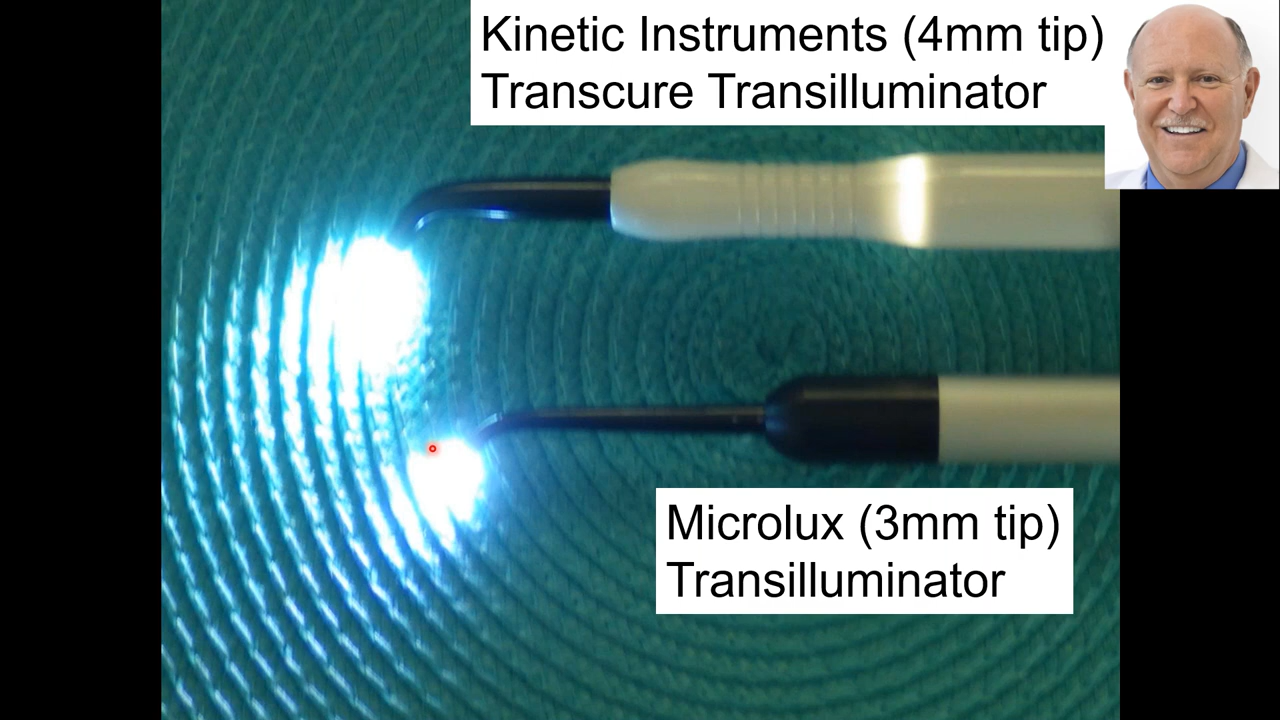 Kinetic Instruments (4mm tip)
Transcure Transilluminator
Microlux (3mm tip)
Transilluminator